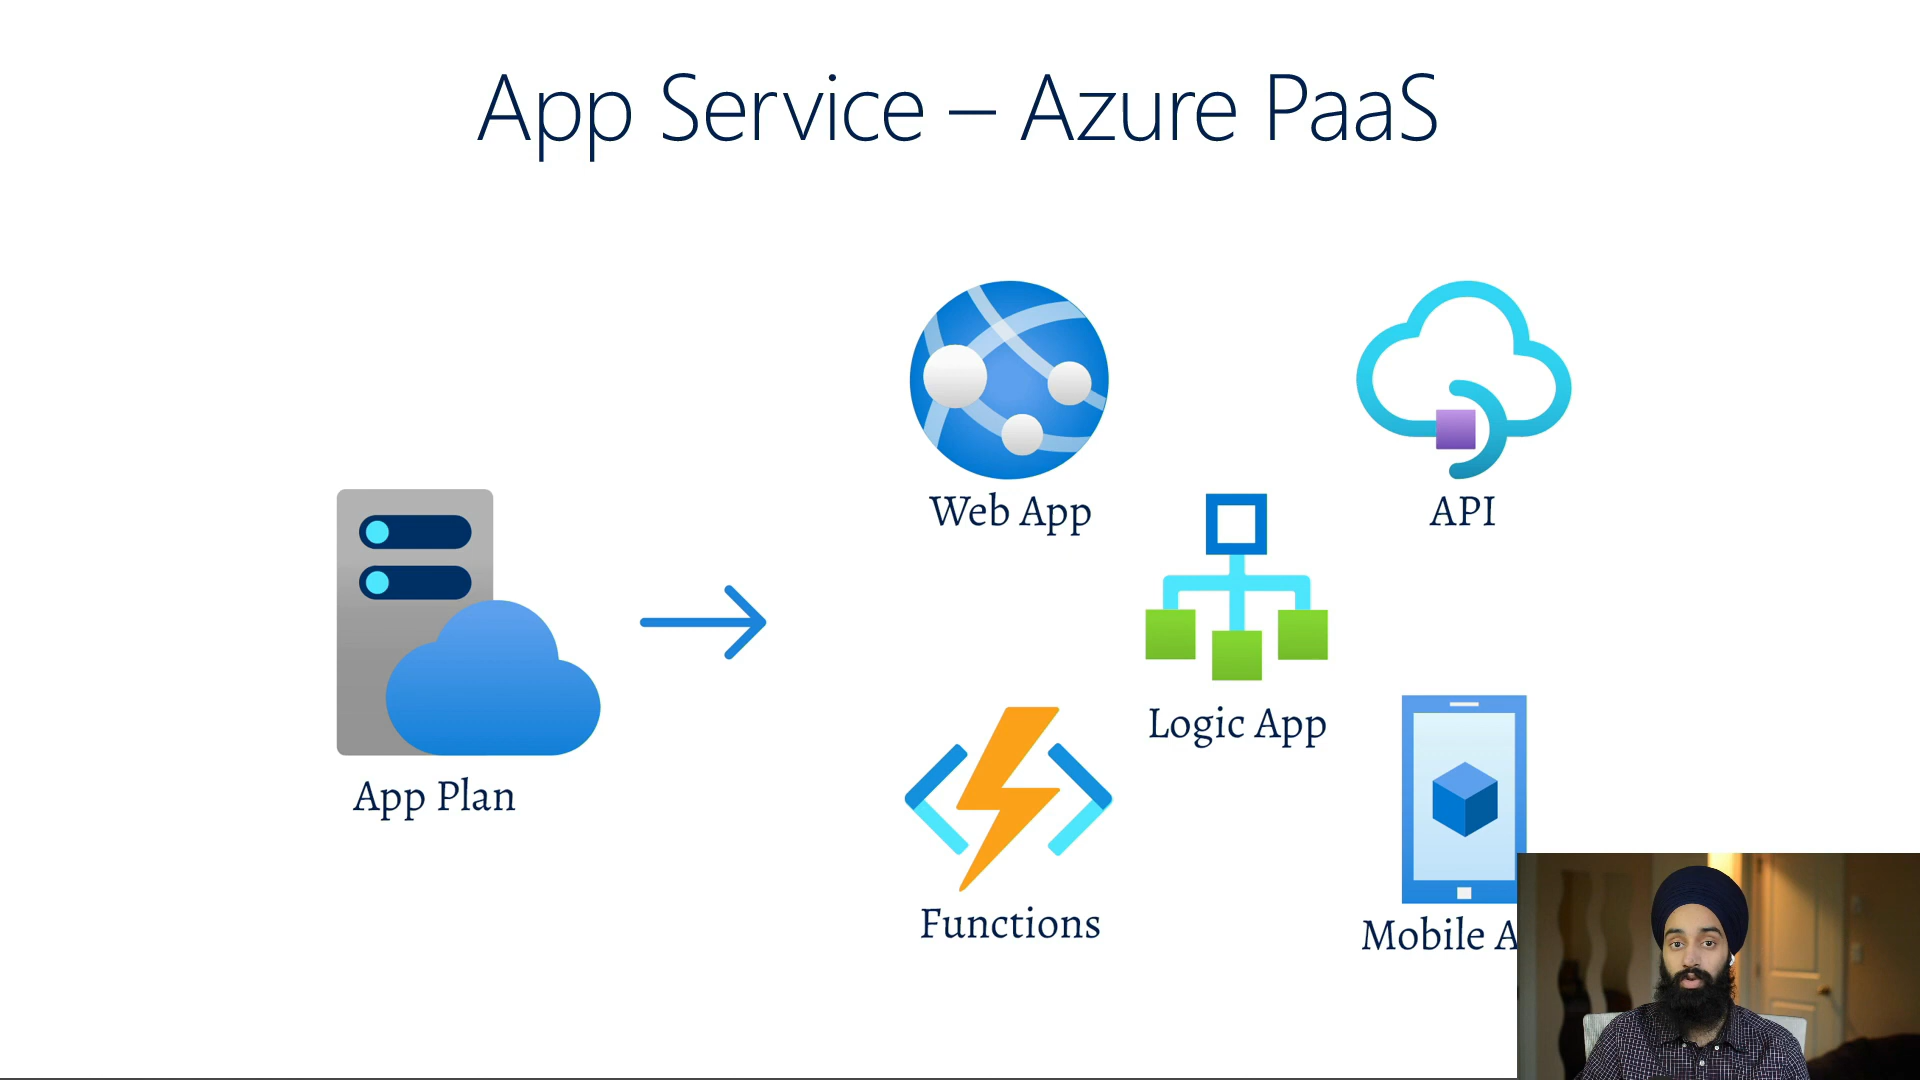 App Service – Azure PaaS
Web App
API
Logic App
App Plan
Functions
Mobile